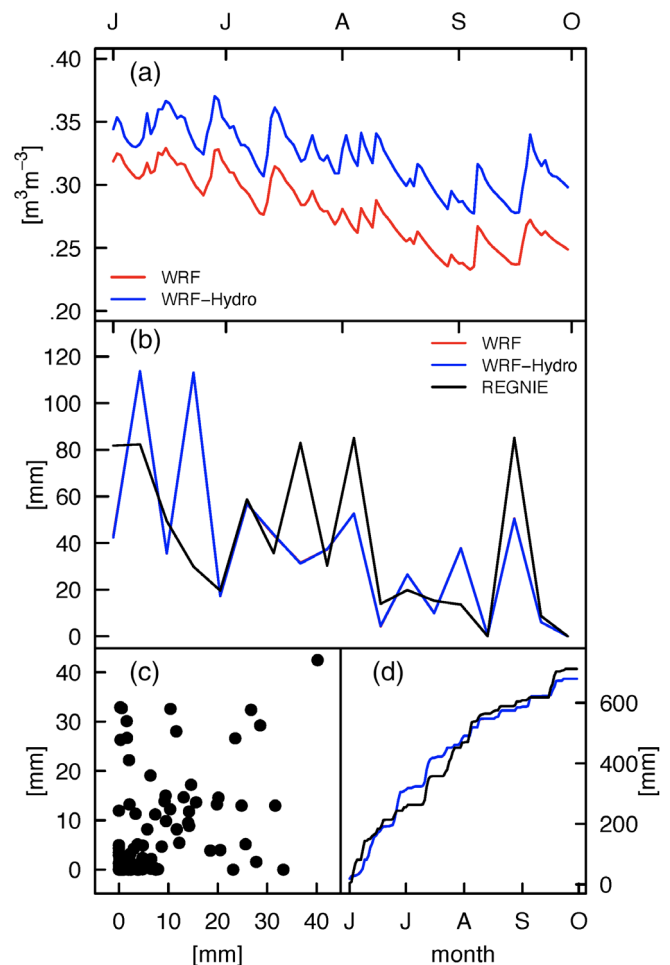 J J A S O
.40
.35
.30
.25
.20
[m³m⁻³]
(a)
WRF
WRF−Hydro
(b)
WRF
WRF−Hydro
REGNIE
120
100
80
60
40
20
0
[mm]
(c)
40
30
20
10
0
[mm]
0 10 20 30 40
[mm]
(d)
600
400
200
0
[mm]
J J A S O
month